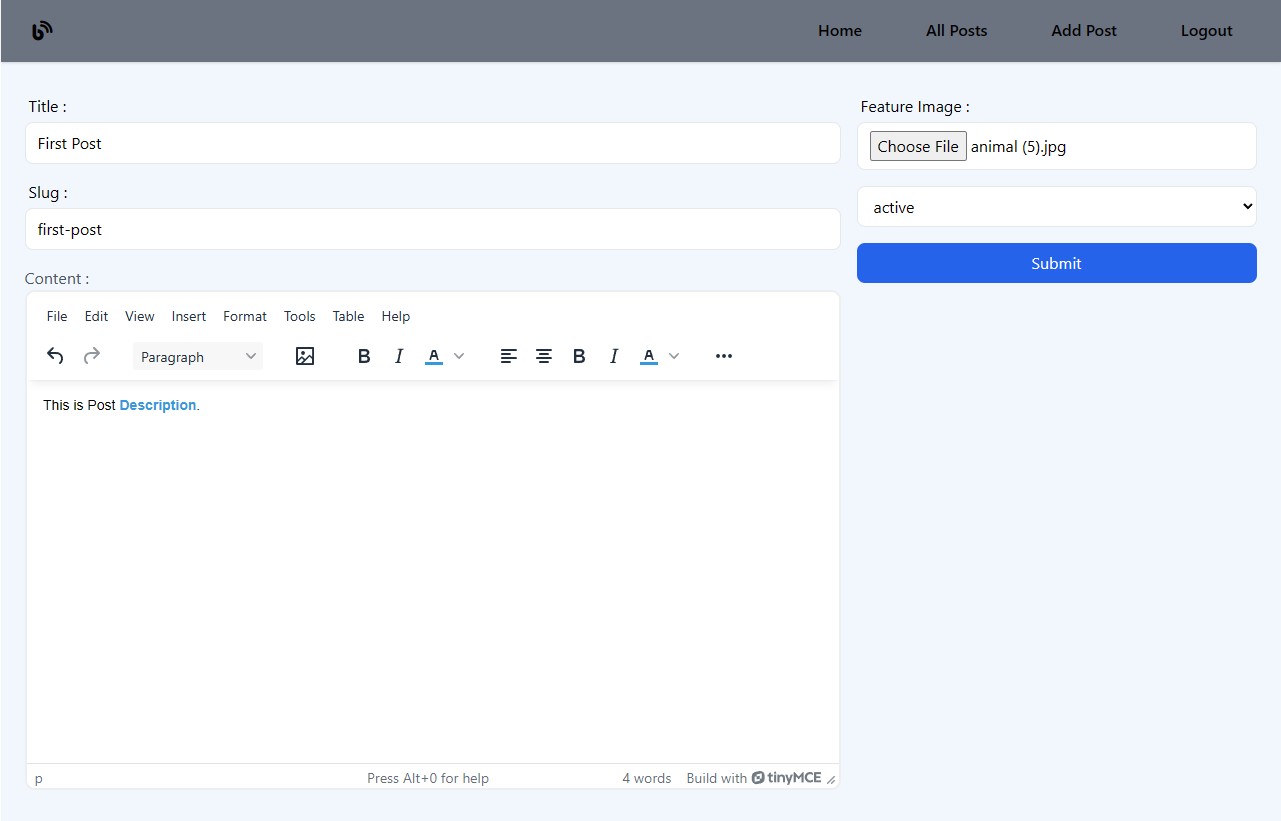 Home All Posts Add Post Logout
Title :
First Post
Slug :
first-post
Content :
File Edit View Insert Format Tools Table Help
Paragraph B I A B I A
This is Post Description.
p Press Alt+0 for help 4 words Build with tinyMCE
Feature Image :
Choose File animal (5).jpg
active
Submit